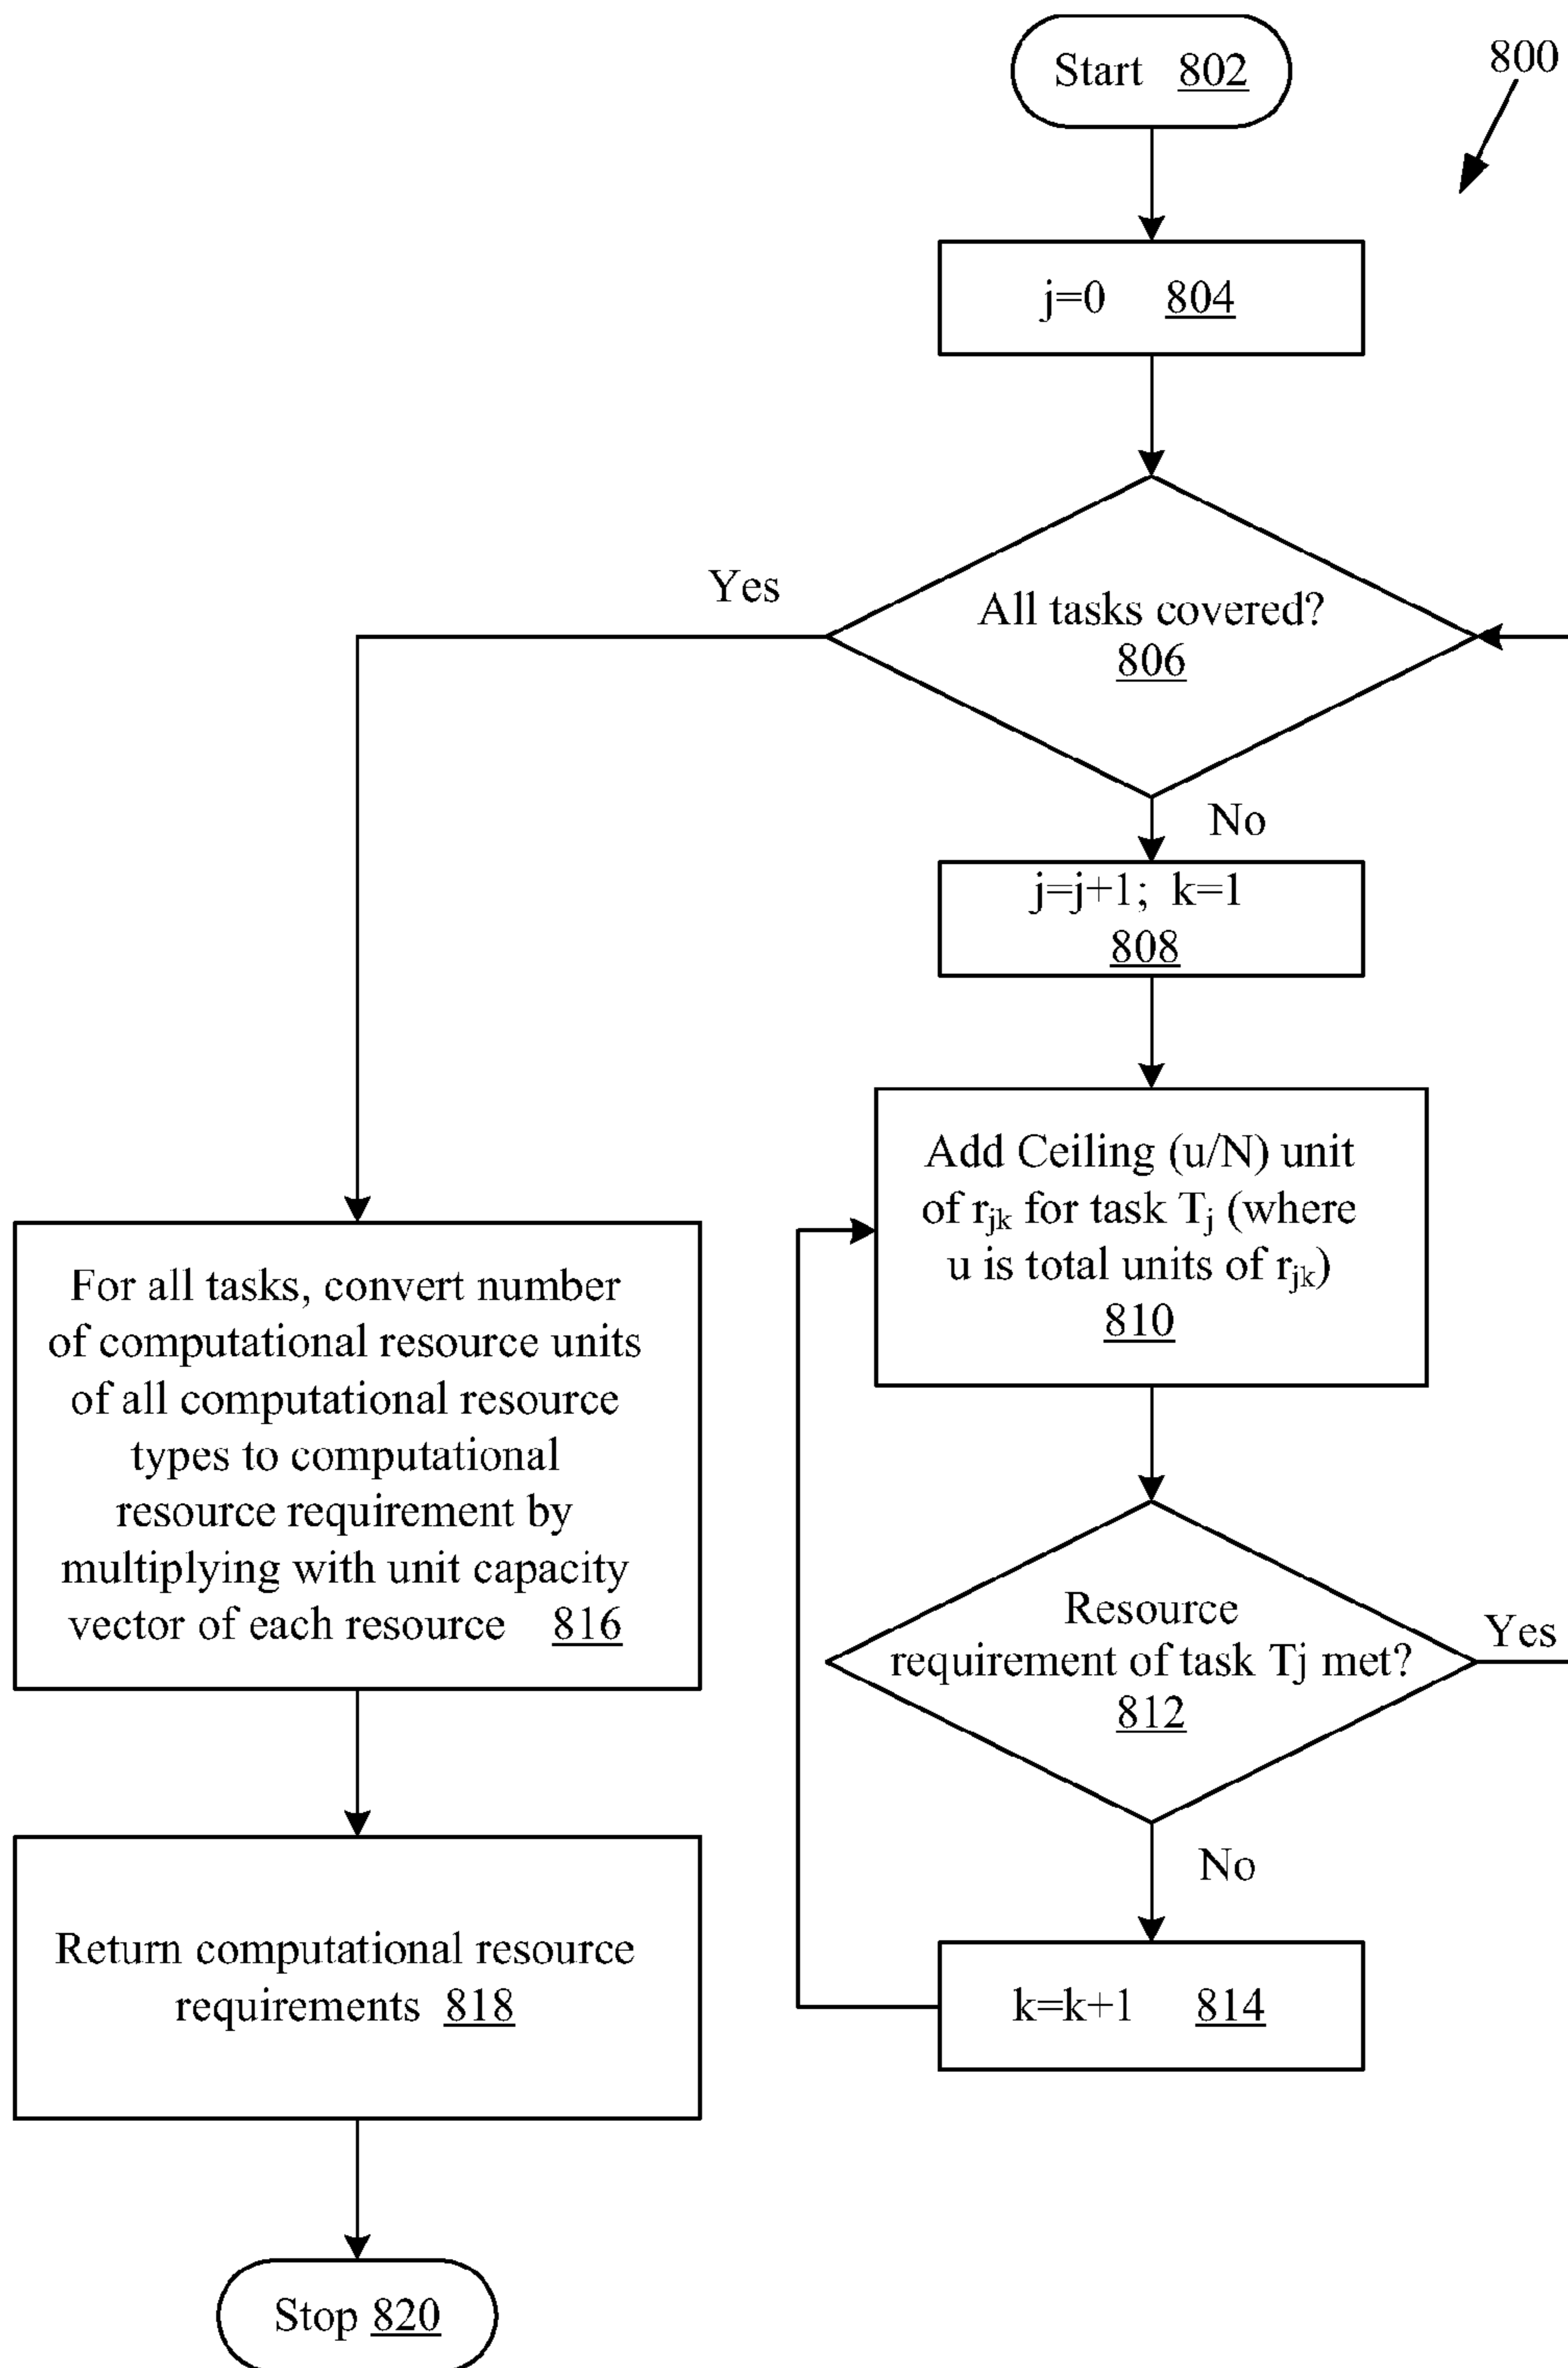 Start 802
800
j=0 804
Yes
All tasks covered?
806
No
j=j+1; k=1
808
Add Ceiling (u/N) unit
of rjk for task Tj (where
u is total units of rjk)
810
For all tasks, convert number
of computational resource units
of all computational resource
types to computational
resource requirement by
multiplying with unit capacity
vector of each resource 816
Resource
requirement of task Tj met?
812
Yes
No
Return computational resource
requirements 818
k=k+1 814
Stop 820